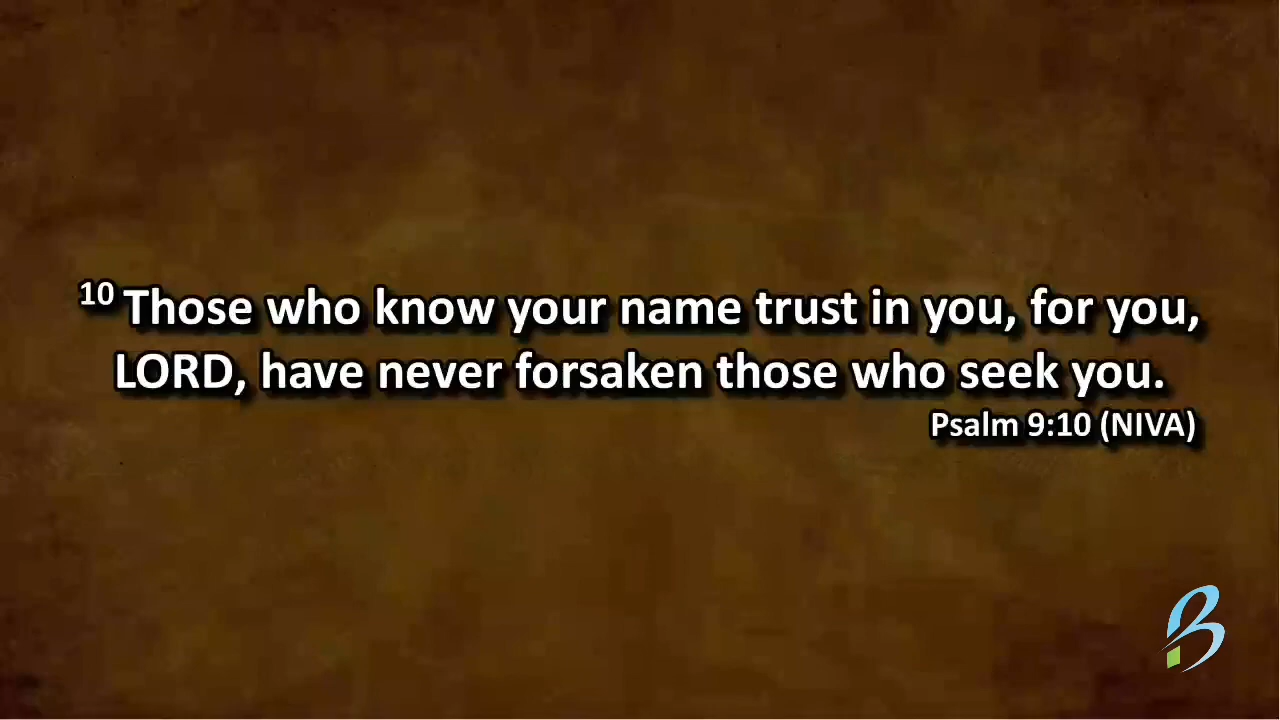 10 Those who know your name trust in you, for you,
LORD, have never forsaken those who seek you.
Psalm 9:10 (NIVA)